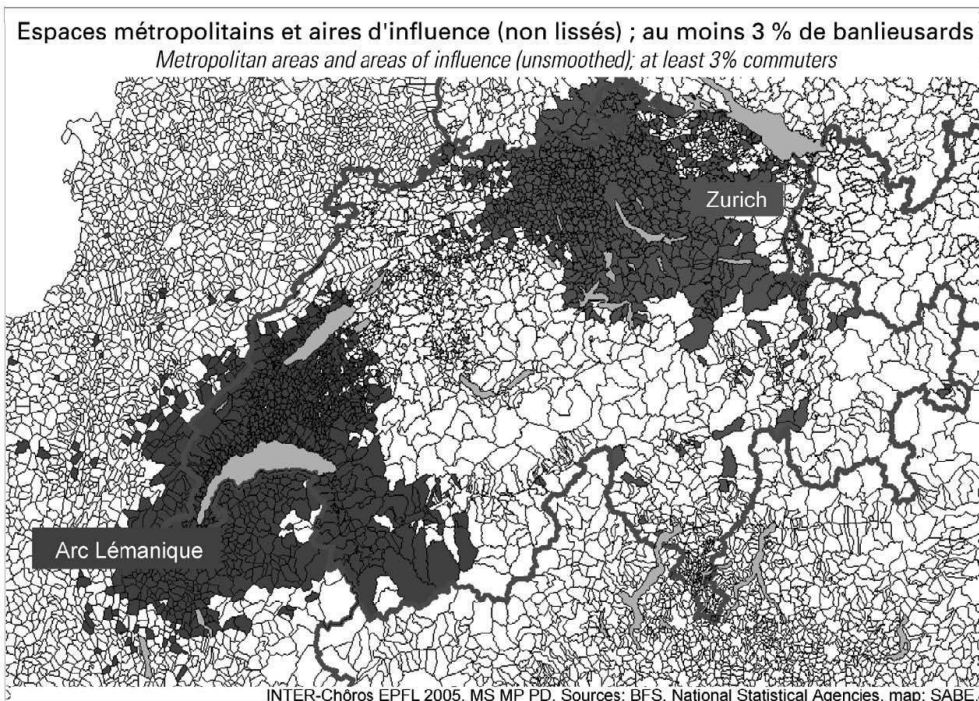 Espaces métropolitains et aires d'influence (non lissés) ; au moins 3 % de banlieusards
Metropolitan areas and areas of influence (unsmoothed); at least 3% commuters
Zurich
Arc Lémanique
INTER-Chôros EPFL 2005. MS MP PD. Sources: BFS, National Statistical Agencies, map: SABE